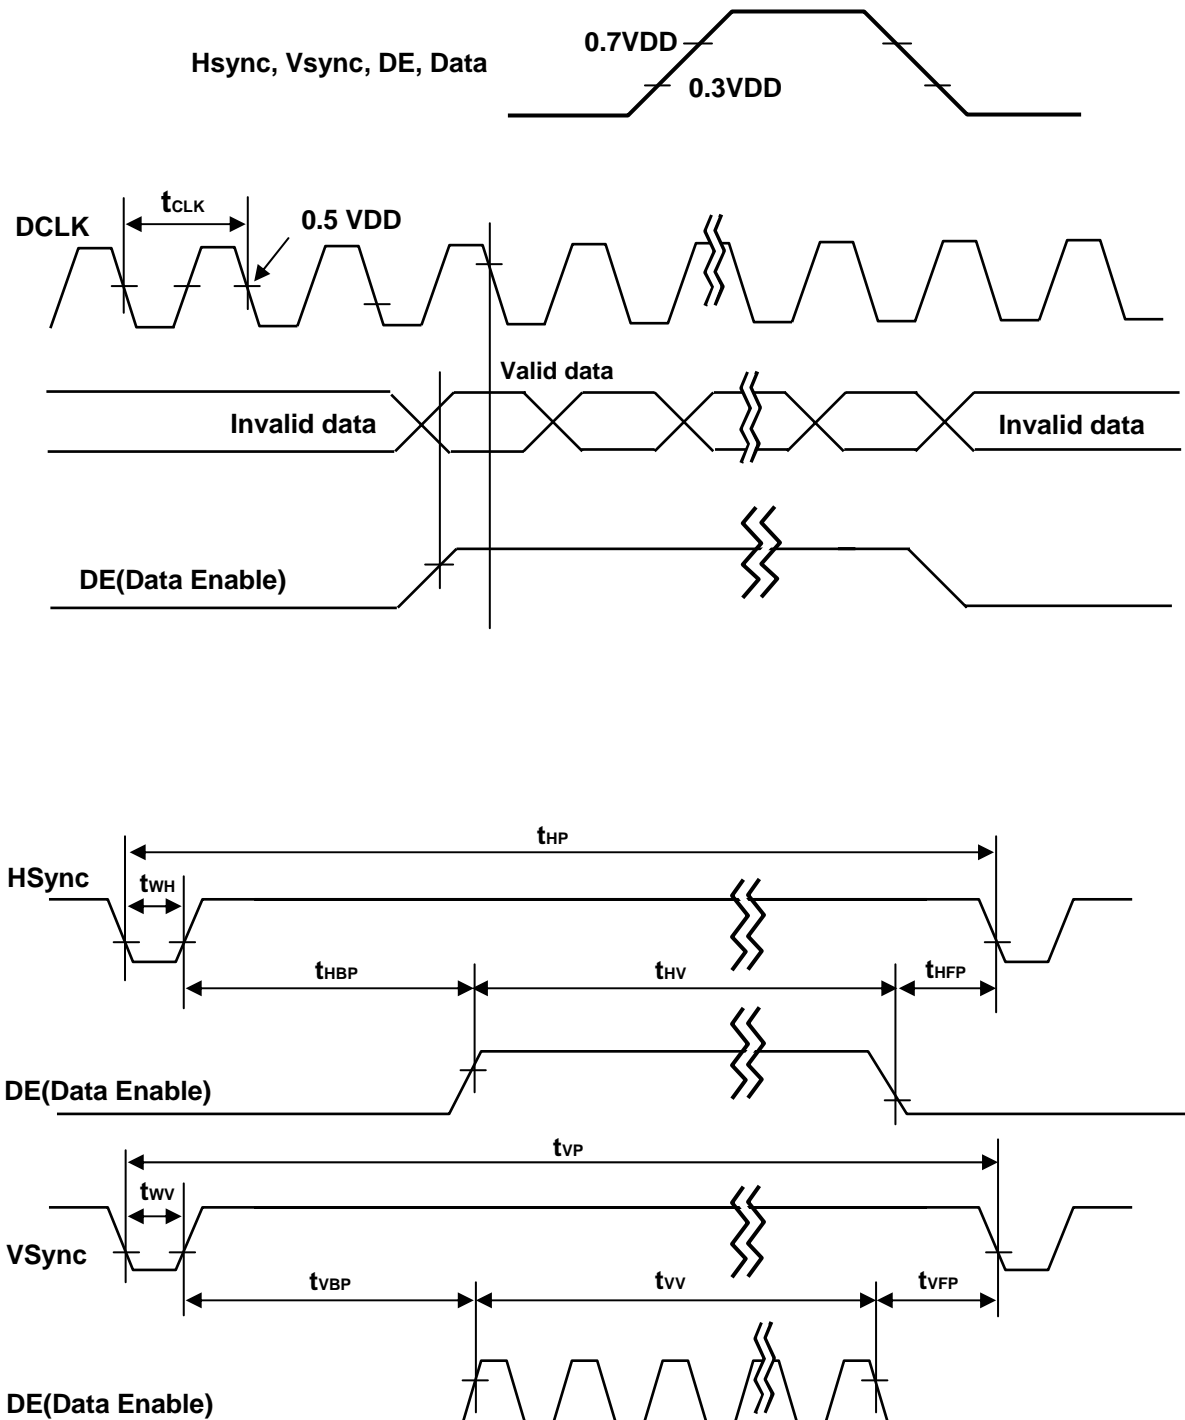 0.7VDD
Hsync, Vsync, DE, Data
0.3VDD
tCLK
DCLK
0.5 VDD
Valid data
Invalid data
Invalid data
DE(Data Enable)
tHP
HSync
tWH
tHBP
tHV
tHFP
DE(Data Enable)
tVP
tWV
VSync
tVBP
tVV
tVFP
DE(Data Enable)